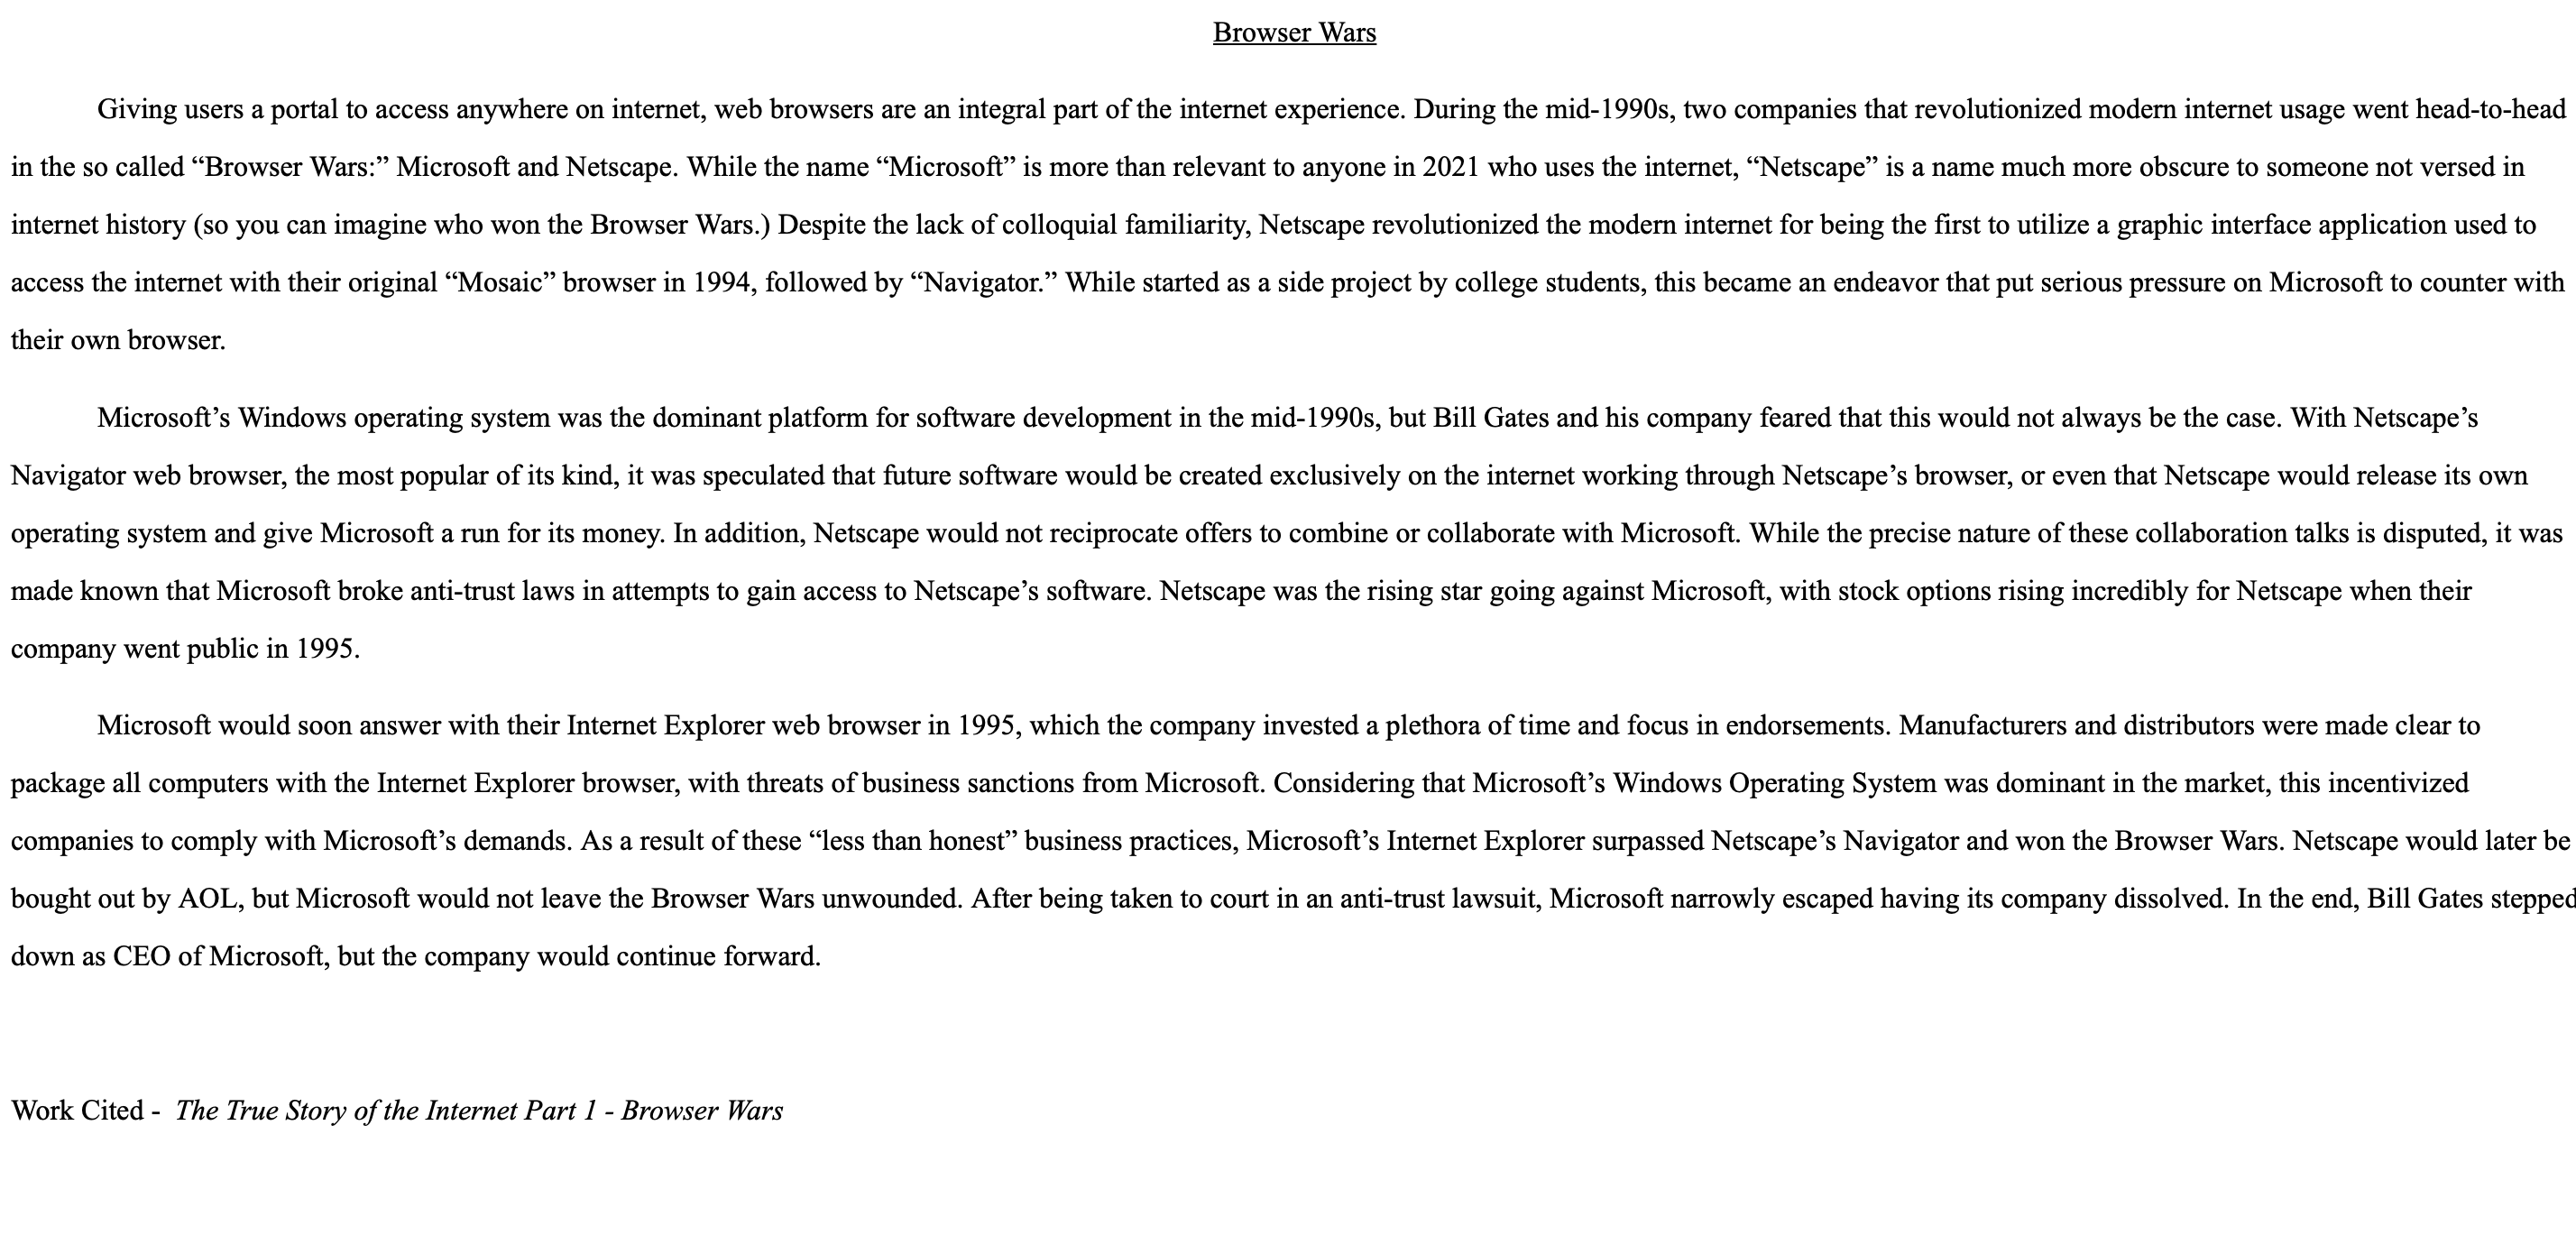 Browser Wars
Giving users a portal to access anywhere on internet, web browsers are an integral part of the internet experience. During the mid-1990s, two companies that revolutionized modern internet usage went head-to-head
in the so called “Browser Wars:” Microsoft and Netscape. While the name “Microsoft” is more than relevant to anyone in 2021 who uses the internet, “Netscape” is a name much more obscure to someone not versed in
internet history (so you can imagine who won the Browser Wars.) Despite the lack of colloquial familiarity, Netscape revolutionized the modern internet for being the first to utilize a graphic interface application used to
access the internet with their original “Mosaic” browser in 1994, followed by “Navigator.” While started as a side project by college students, this became an endeavor that put serious pressure on Microsoft to counter with
their own browser.
Microsoft’s Windows operating system was the dominant platform for software development in the mid-1990s, but Bill Gates and his company feared that this would not always be the case. With Netscape’s
Navigator web browser, the most popular of its kind, it was speculated that future software would be created exclusively on the internet working through Netscape’s browser, or even that Netscape would release its own
operating system and give Microsoft a run for its money. In addition, Netscape would not reciprocate offers to combine or collaborate with Microsoft. While the precise nature of these collaboration talks is disputed, it was
made known that Microsoft broke anti-trust laws in attempts to gain access to Netscape’s software. Netscape was the rising star going against Microsoft, with stock options rising incredibly for Netscape when their
company went public in 1995.
Microsoft would soon answer with their Internet Explorer web browser in 1995, which the company invested a plethora of time and focus in endorsements. Manufacturers and distributors were made clear to
package all computers with the Internet Explorer browser, with threats of business sanctions from Microsoft. Considering that Microsoft’s Windows Operating System was dominant in the market, this incentivized
companies to comply with Microsoft’s demands. As a result of these “less than honest” business practices, Microsoft’s Internet Explorer surpassed Netscape’s Navigator and won the Browser Wars. Netscape would later be
bought out by AOL, but Microsoft would not leave the Browser Wars unwounded. After being taken to court in an anti-trust lawsuit, Microsoft narrowly escaped having its company dissolved. In the end, Bill Gates stepped
down as CEO of Microsoft, but the company would continue forward.
Work Cited - The True Story of the Internet Part 1 - Browser Wars